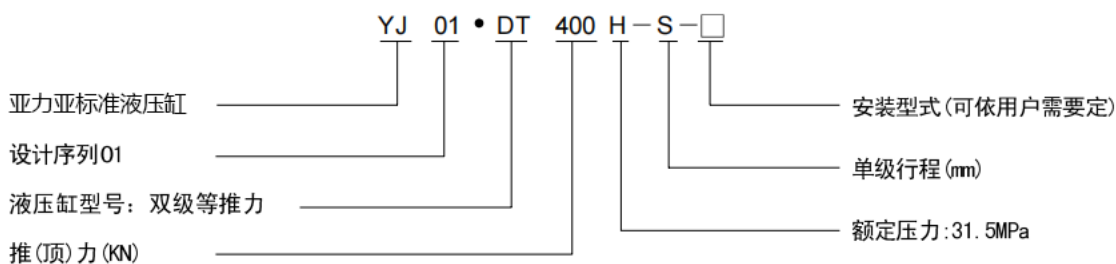 YJ 01·DT 400 H-S-□
亚力亚标准液压缸
设计序列01
液压缸型号：双级等推力
推(顶)力(KN)
安装型式(可依用户需要定)
单级行程(mm)
额定压力:31.5MPa